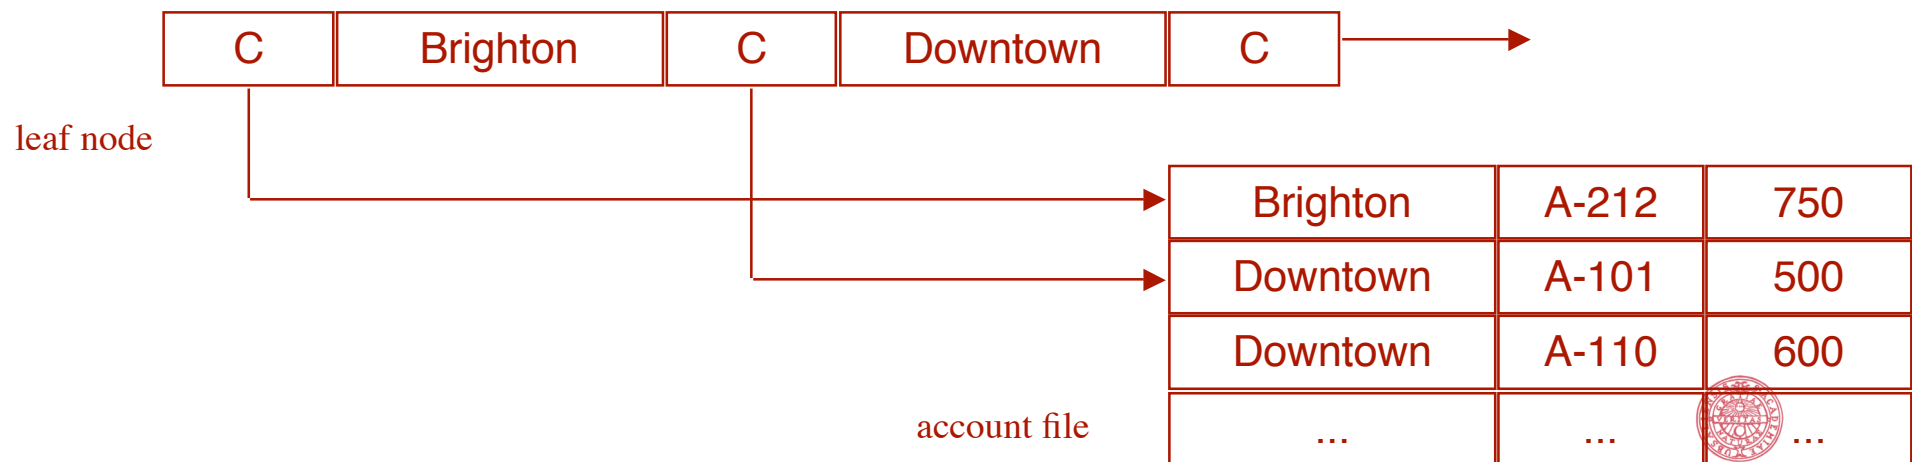 C Brighton C Downtown C
leaf node
Brighton A-212 750
Downtown A-101 500
Downtown A-110 600
account file
... ... ...